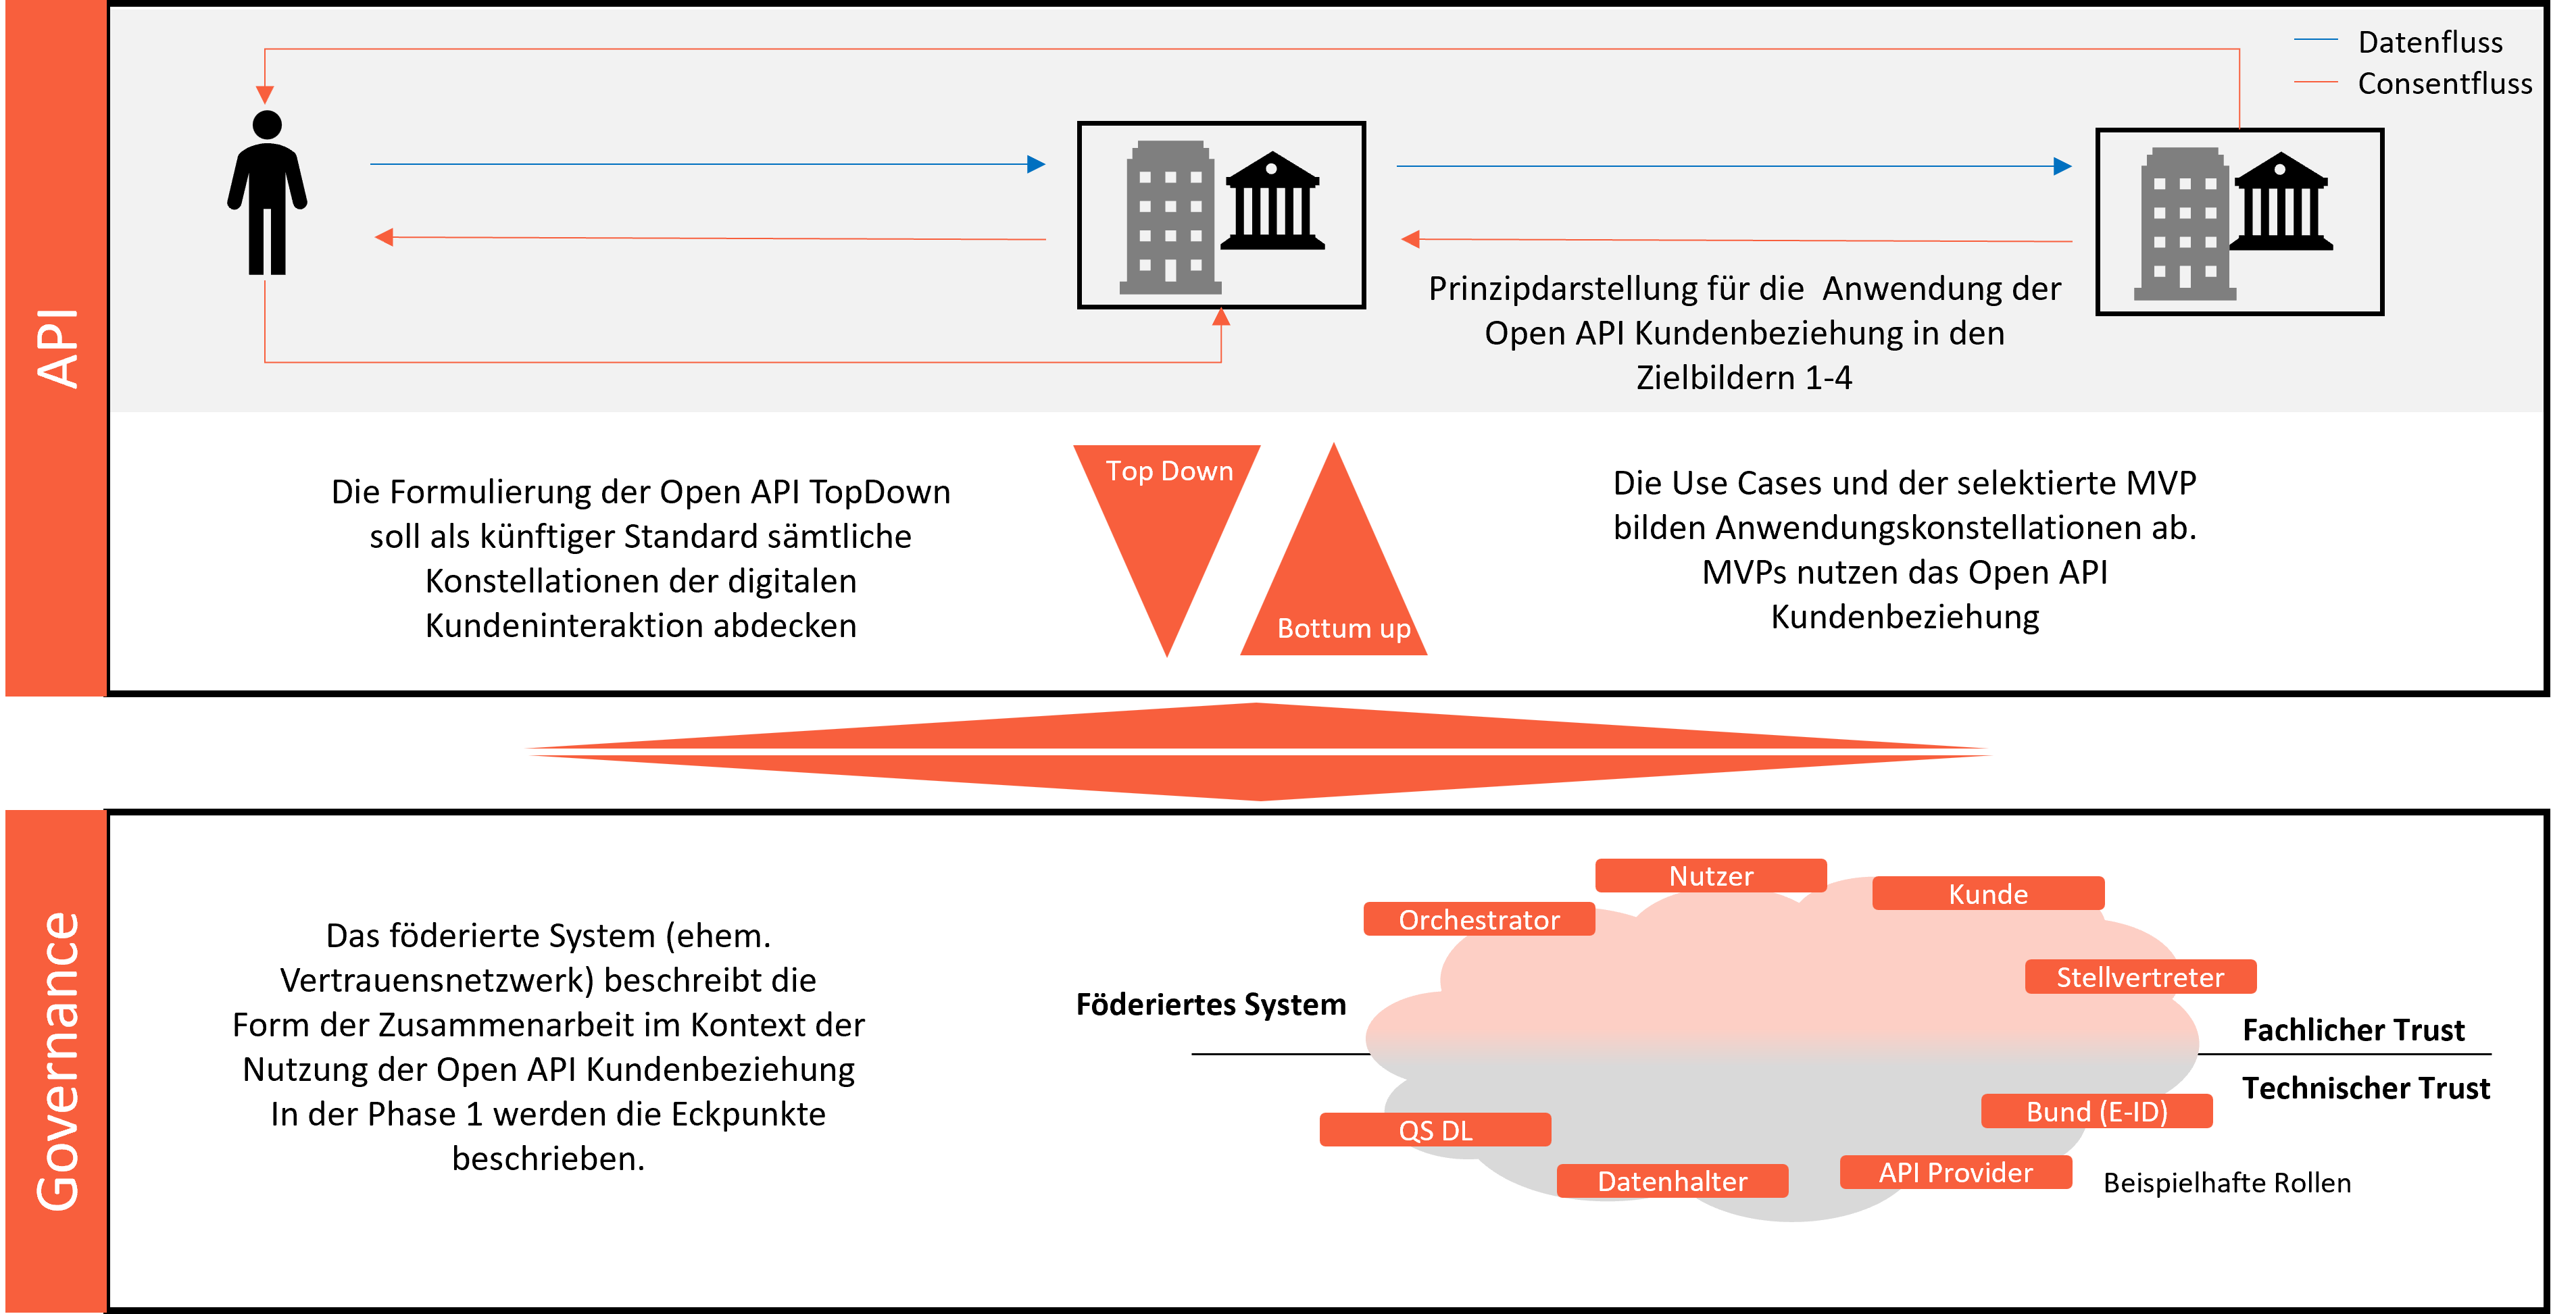 API
Datenfluss
Consentfluss
Prinzipdarstellung für die  Anwendung der
Open API Kundenbeziehung in den
Zielbildern 1-4
Die Formulierung der Open API TopDown
soll als künftiger Standard sämtliche
Konstellationen der digitalen
Kundeninteraktion abdecken
Top Down
Bottum up
Die Use Cases und der selektierte MVP
bilden Anwendungskonstellationen ab.
MVPs nutzen das Open API
Kundenbeziehung
Governance
Das föderierte System (ehem.
Vertrauensnetzwerk) beschreibt die
Form der Zusammenarbeit im Kontext der
Nutzung der Open API Kundenbeziehung
In der Phase 1 werden die Eckpunkte
beschrieben.
Föderiertes System
Orchestrator
Nutzer
Kunde
Stellvertreter
Fachlicher Trust
Technischer Trust
Bund (E-ID)
QS DL
Datenhalter
API Provider
Beispielhafte Rollen